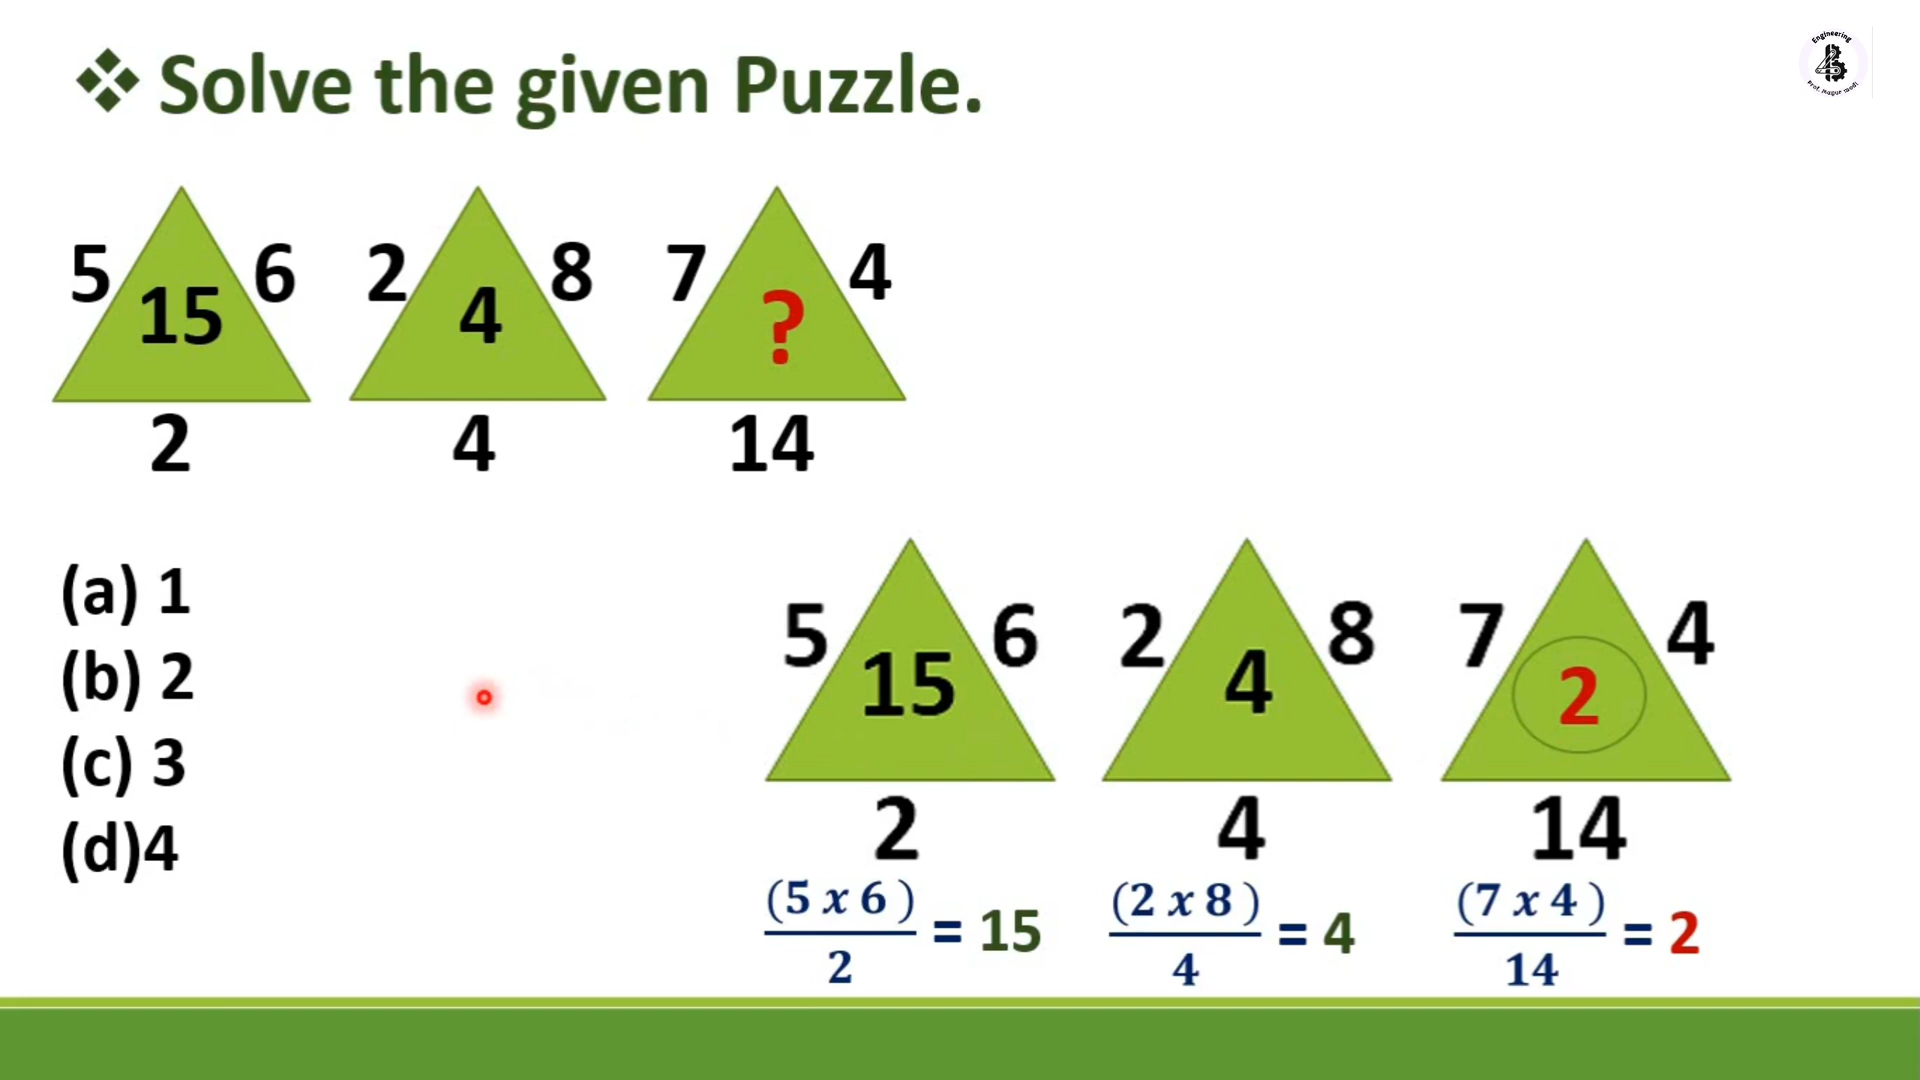 ❖ Solve the given Puzzle.
Engineering
5 15 6 2 4 8 7 ? 4
2 4 14
(a) 1
(b) 2
(c) 3
(d)4
5 15 6 2 4 8 7 2 4
2 4 14
(5 x 6) / 2 = 15 (2 x 8) / 4 = 4 (7 x 4) / 14 = 2